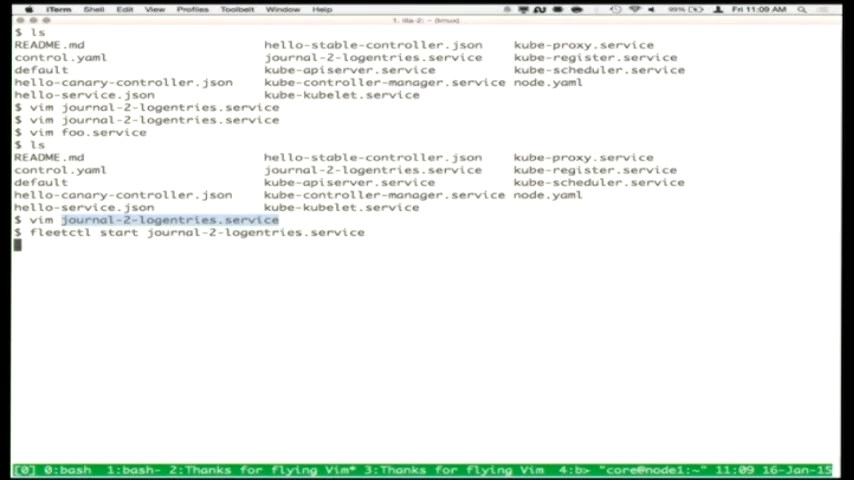 iTerm Shell Edit View Profiles Toolbelt Window Help 99% Fri 11:09 AM
$ ls
README.md hello-stable-controller.json kube-proxy.service
control.yaml journal-2-logentries.service kube-register.service
default kube-apiserver.service kube-scheduler.service
hello-canary-controller.json kube-controller-manager.service node.yaml
hello-service.json kube-kubelet.service
$ vim journal-2-logentries.service
$ vim journal-2-logentries.service
$ vim foo.service
$ ls
README.md hello-stable-controller.json kube-proxy.service
control.yaml journal-2-logentries.service kube-register.service
default kube-apiserver.service kube-scheduler.service
hello-canary-controller.json kube-controller-manager.service node.yaml
hello-service.json kube-kubelet.service
$ vim journal-2-logentries.service
$ fleetctl start journal-2-logentries.service
[0] 0:bash 1:bash- 2:Thanks for flying Vim* 3:Thanks for flying Vim 4:b> "core@node1:~" 11:09 16-Jan-15